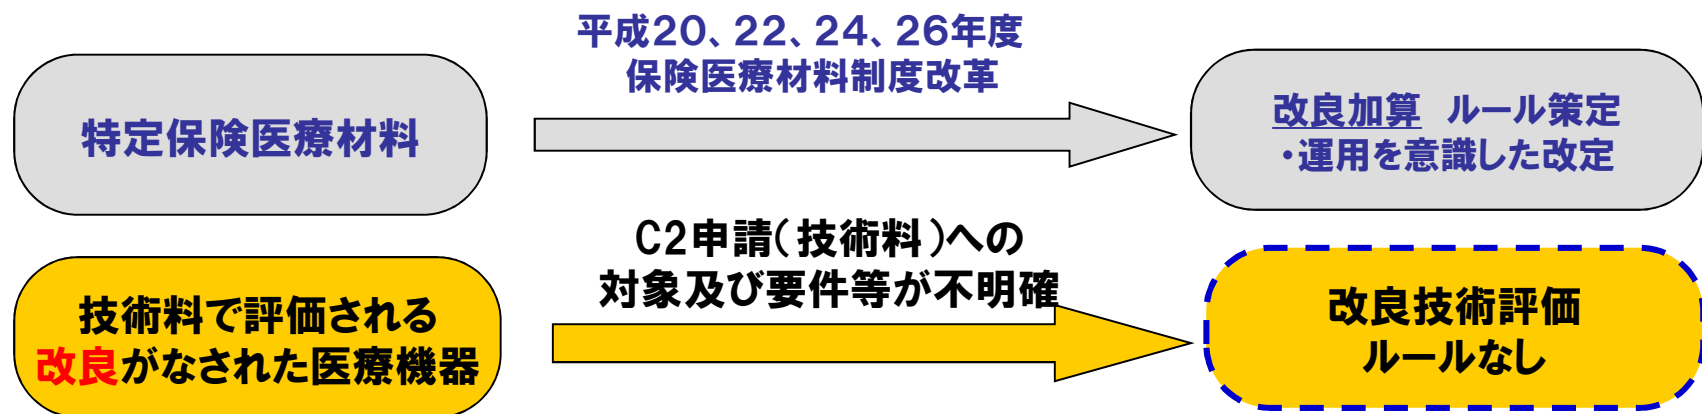 平成20、22、24、26年度
保険医療材料制度改革
特定保険医療材料
改良加算 ルール策定
・運用を意識した改定
C2申請(技術料)への
対象及び要件等が不明確
技術料で評価される
改良がなされた医療機器
改良技術評価
ルールなし